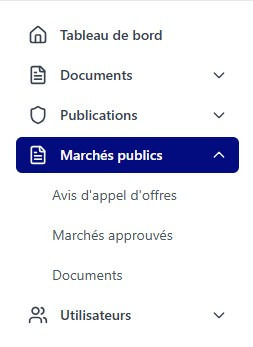 Tableau de bord
Documents
Publications
Marchés publics
Avis d'appel d'offres
Marchés approuvés
Documents
Utilisateurs